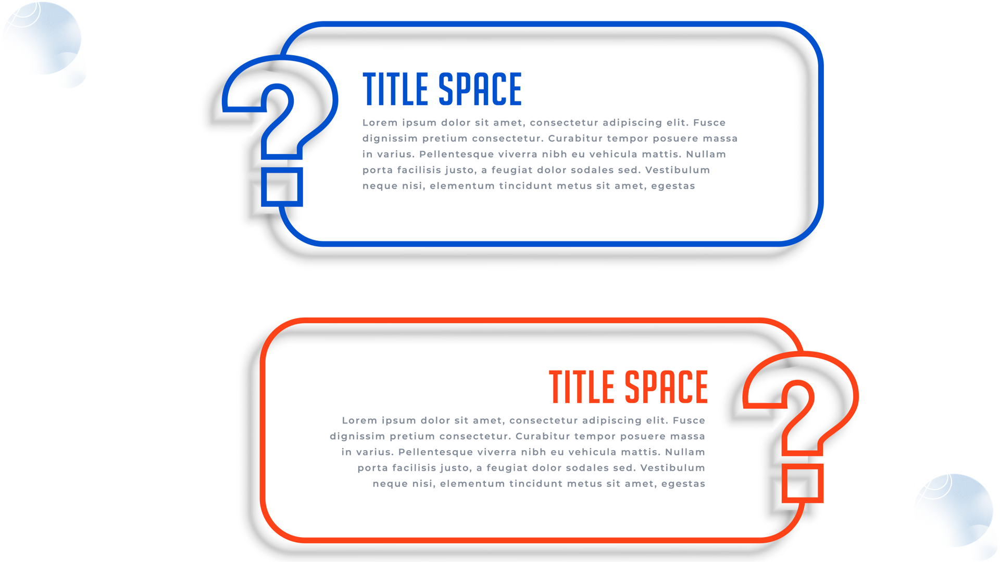 ?
TITLE SPACE
Lorem ipsum dolor sit amet, consectetur adipiscing elit. Fusce
dignissim pretium consectetur. Curabitur tempor posuere massa
in varius. Pellentesque viverra nibh eu vehicula mattis. Nullam
porta facilisis justo, a feugiat dolor sodales sed. Vestibulum
neque nisi, elementum tincidunt metus sit amet, egestas
TITLE SPACE
Lorem ipsum dolor sit amet, consectetur adipiscing elit. Fusce
dignissim pretium consectetur. Curabitur tempor posuere massa
in varius. Pellentesque viverra nibh eu vehicula mattis. Nullam
porta facilisis justo, a feugiat dolor sodales sed. Vestibulum
neque nisi, elementum tincidunt metus sit amet, egestas
?